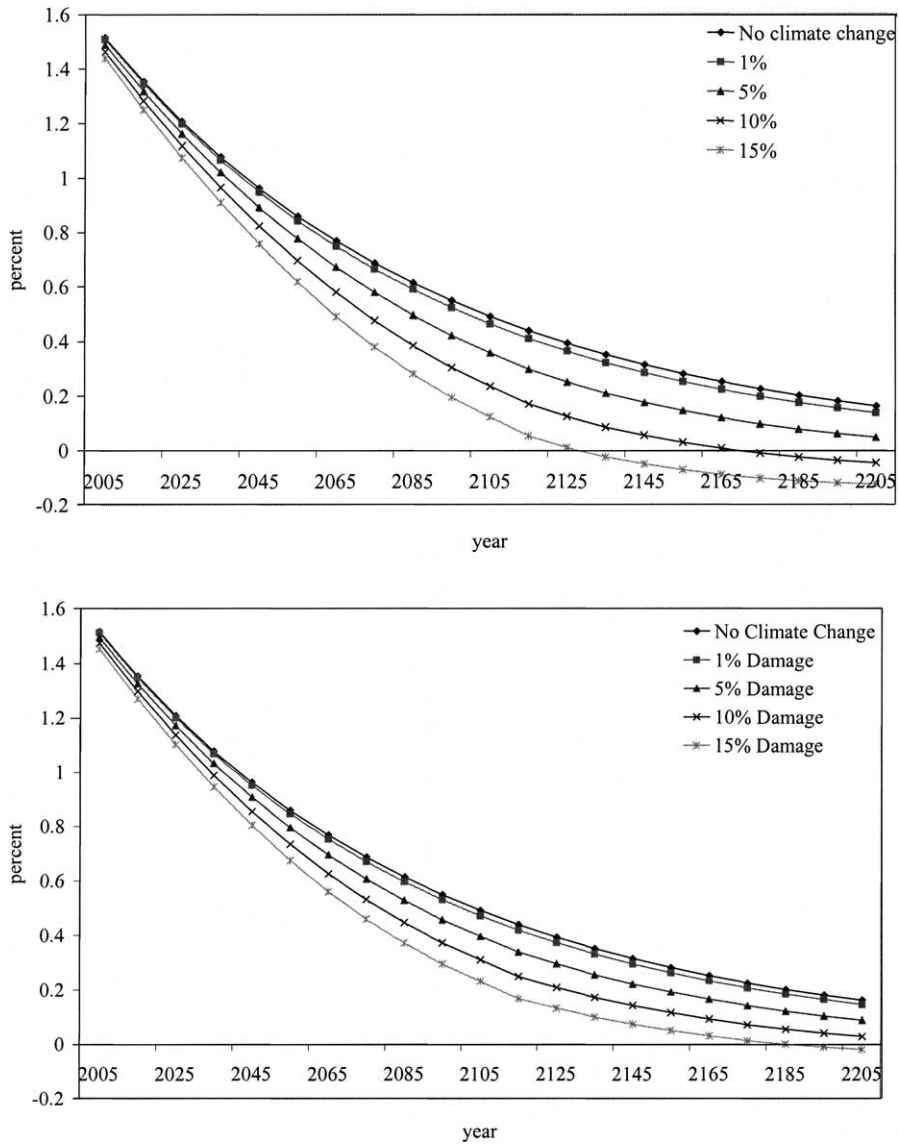 1.6
1.4
1.2
1
0.8
0.6
0.4
0.2
0
-0.2
percent
No climate change
1%
5%
10%
15%
2005 2025 2045 2065 2085 2105 2125 2145 2165 2185 2205
year
1.6
1.4
1.2
1
0.8
0.6
0.4
0.2
0
-0.2
percent
No Climate Change
1% Damage
5% Damage
10% Damage
15% Damage
2005 2025 2045 2065 2085 2105 2125 2145 2165 2185 2205
year